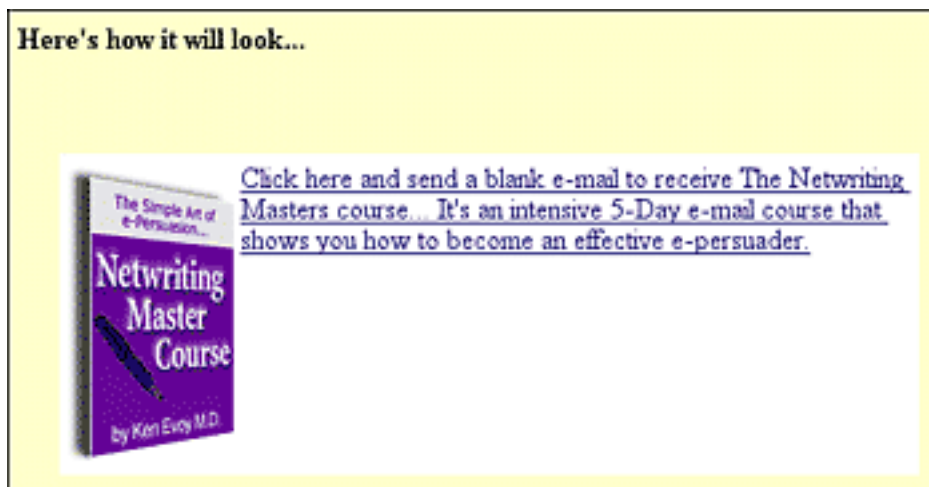 Here's how it will look...
The Simple Art of
e-Persuasion...
Netwriting
Master
Course
by Ken Evoy M.D.
Click here and send a blank e-mail to receive The Netwriting
Masters course... It's an intensive 5-Day e-mail course that
shows you how to become an effective e-persuader.